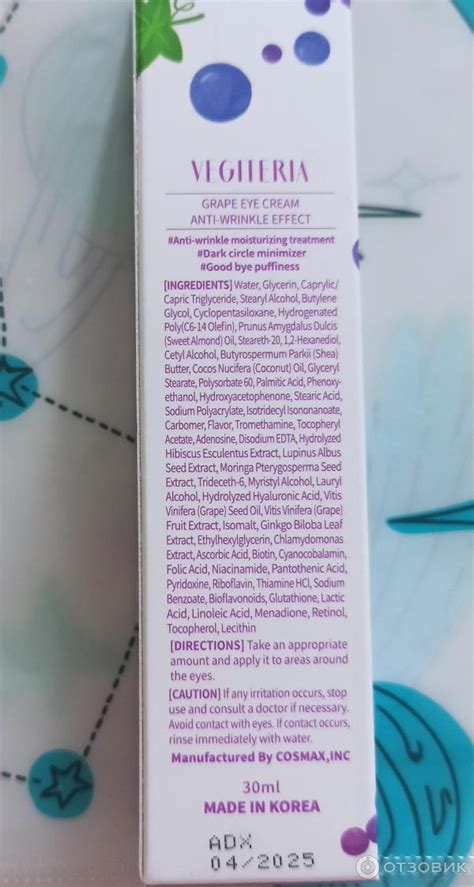 VEGITERIA
GRAPE EYE CREAM
ANTI-WRINKLE EFFECT
#Anti-wrinkle moisturizing treatment
#Dark circle minimizer
#Good bye puffiness
[INGREDIENTS] Water, Glycerin, Caprylic/
Capric Triglyceride, Stearyl Alcohol, Butylene
Glycol, Cyclopentasiloxane, Hydrogenated
Poly(C6-14 Olefin), Prunus Amygdalus Dulcis
(Sweet Almond) Oil, Steareth-20, 1,2-Hexanediol,
Cetyl Alcohol, Butyrospermum Parkii (Shea)
Butter, Cocos Nucifera (Coconut) Oil, Glyceryl
Stearate, Polysorbate 60, Palmitic Acid, Phenoxy-
ethanol, Hydroxyacetophenone, Stearic Acid,
Sodium Polyacrylate, Isotridecyl Isononanoate,
Carbomer, Flavor, Tromethamine, Tocopheryl
Acetate, Adenosine, Disodium EDTA, Hydrolyzed
Hibiscus Esculentus Extract, Lupinus Albus
Seed Extract, Moringa Pterygosperma Seed
Extract, Trideceth-6, Myristyl Alcohol, Lauryl
Alcohol, Hydrolyzed Hyaluronic Acid, Vitis
Vinifera (Grape) Seed Oil, Vitis Vinifera (Grape)
Fruit Extract, Isomalt, Ginkgo Biloba Leaf
Extract, Ethylhexylglycerin, Chlamydomonas
Extract, Ascorbic Acid, Biotin, Cyanocobalamin,
Folic Acid, Niacinamide, Pantothenic Acid,
Pyridoxine, Riboflavin, Thiamine HCl, Sodium
Benzoate, Bioflavonoids, Glutathione, Lactic
Acid, Linoleic Acid, Menadione, Retinol,
Tocopherol, Lecithin
[DIRECTIONS] Take an appropriate
amount and apply it to areas around
the eyes.
[CAUTION] If any irritation occurs, stop
use and consult a doctor if necessary.
Avoid contact with eyes. If contact occurs,
rinse immediately with water.
Manufactured By COSMAX,INC
30ml
MADE IN KOREA
ADX
04/2025
ОТЗОВИК